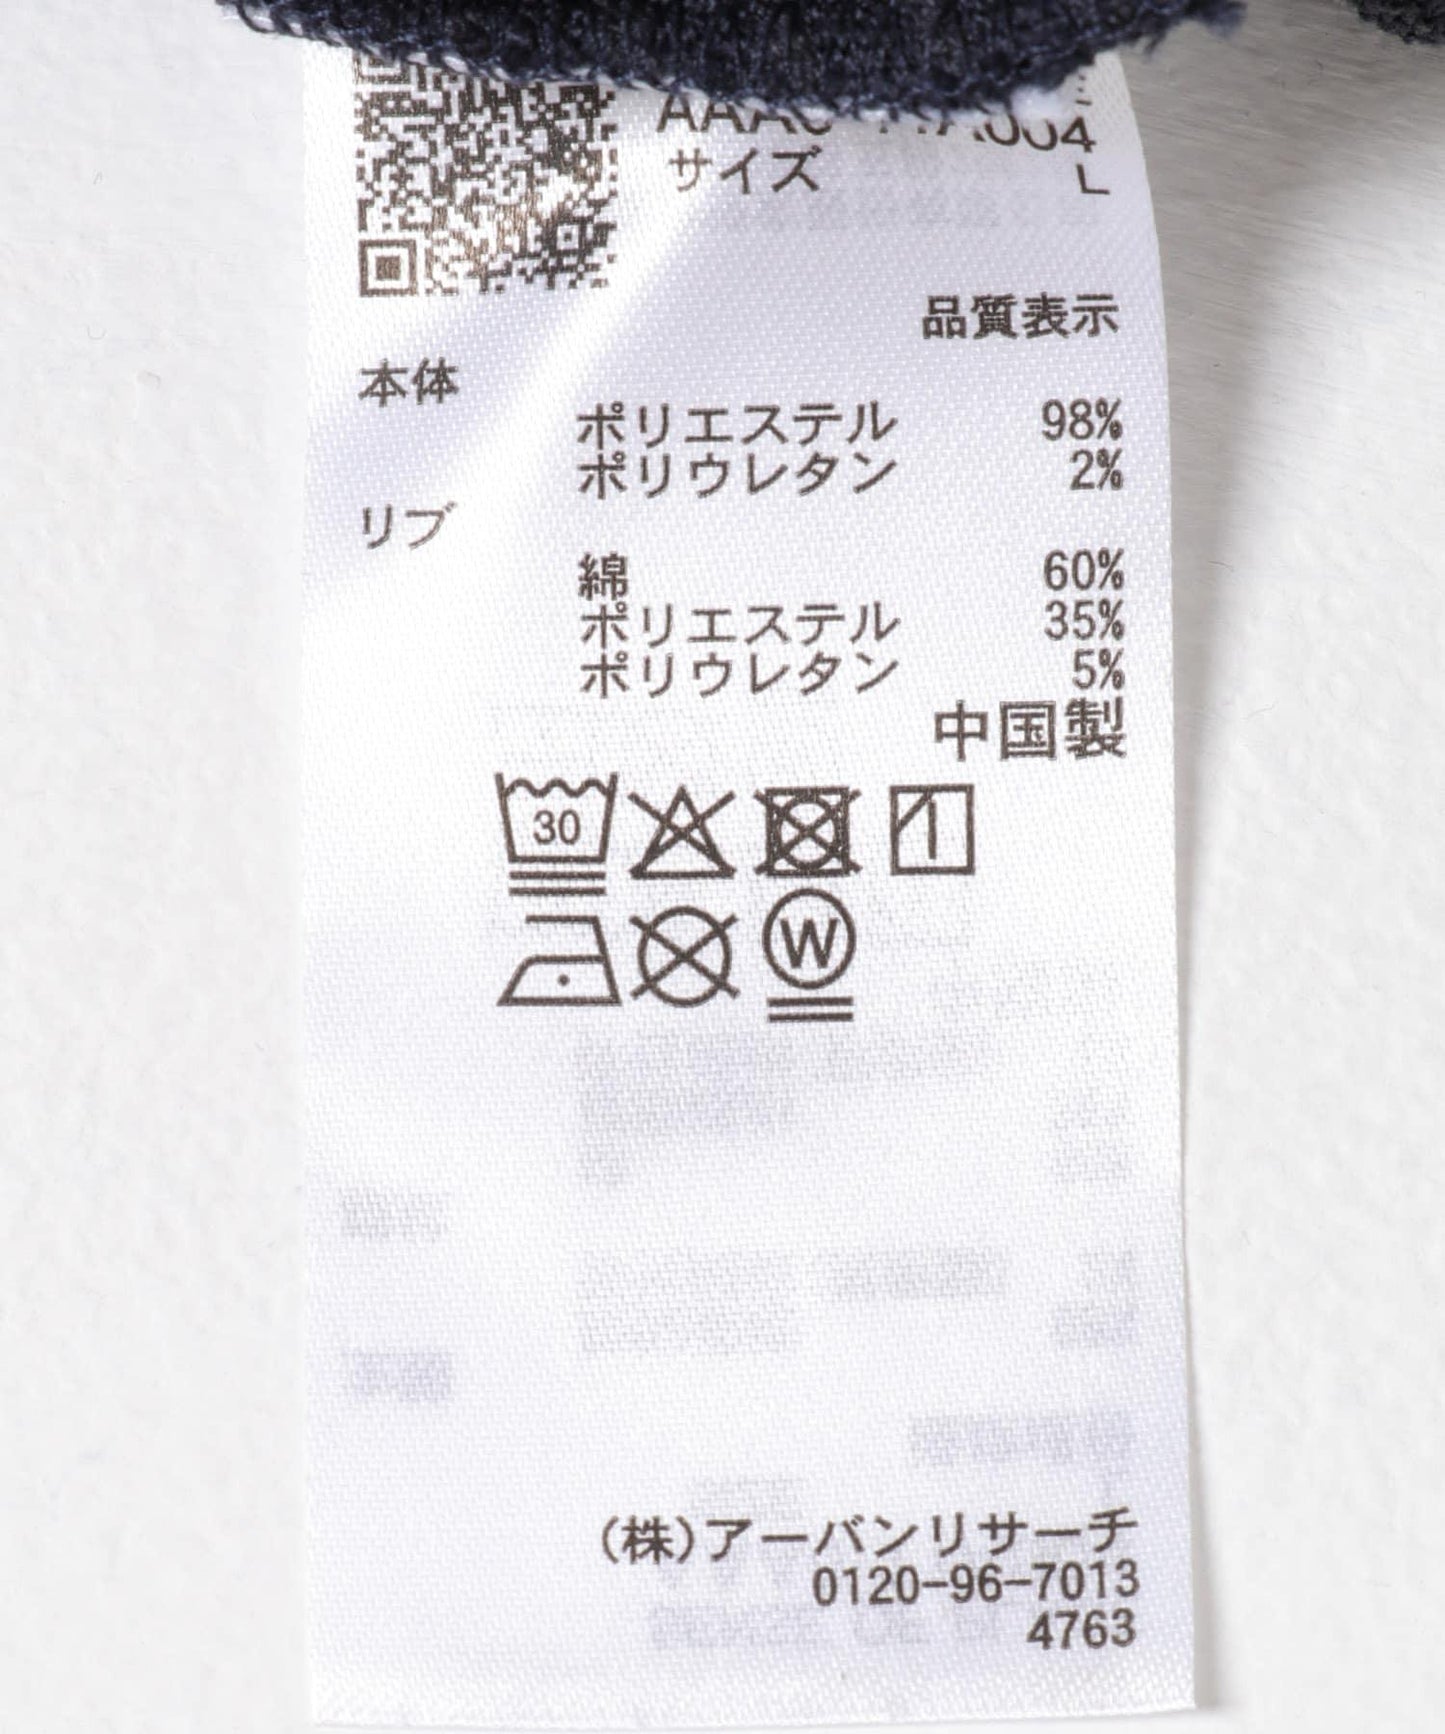 サイズ L
品質表示
本体
ポリエステル 98%
ポリウレタン 2%
リブ
綿 60%
ポリエステル 35%
ポリウレタン 5%
中国製
30
W
(株)アーバンリサーチ
0120-96-7013
4763